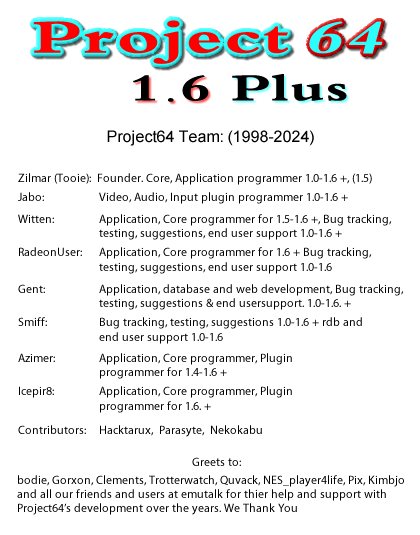 Project 64
1.6 Plus
Project64 Team: (1998-2024)
Zilmar (Tooie): Founder. Core, Application programmer 1.0-1.6 +, (1.5)
Jabo: Video, Audio, Input plugin programmer 1.0-1.6 +
Witten: Application, Core programmer for 1.5-1.6 +, Bug tracking,
testing, suggestions, end user support 1.0-1.6 +
RadeonUser: Application, Core programmer for 1.6 + Bug tracking,
testing, suggestions, end user support 1.0-1.6
Gent: Application, database and web development, Bug tracking,
testing, suggestions & end usersupport. 1.0-1.6. +
Smiff: Bug tracking, testing, suggestions 1.0-1.6 + rdb and
end user support 1.0-1.6
Azimer: Application, Core programmer, Plugin
programmer for 1.4-1.6 +
Icepir8: Application, Core programmer, Plugin
programmer for 1.6. +
Contributors: Hacktarux, Parasyte, Nekokabu
Greets to:
bodie, Gorxon, Clements, Trotterwatch, Quvack, NES_player4life, Pix, Kimbjo
and all our friends and users at emutalk for thier help and support with
Project64's development over the years. We Thank You